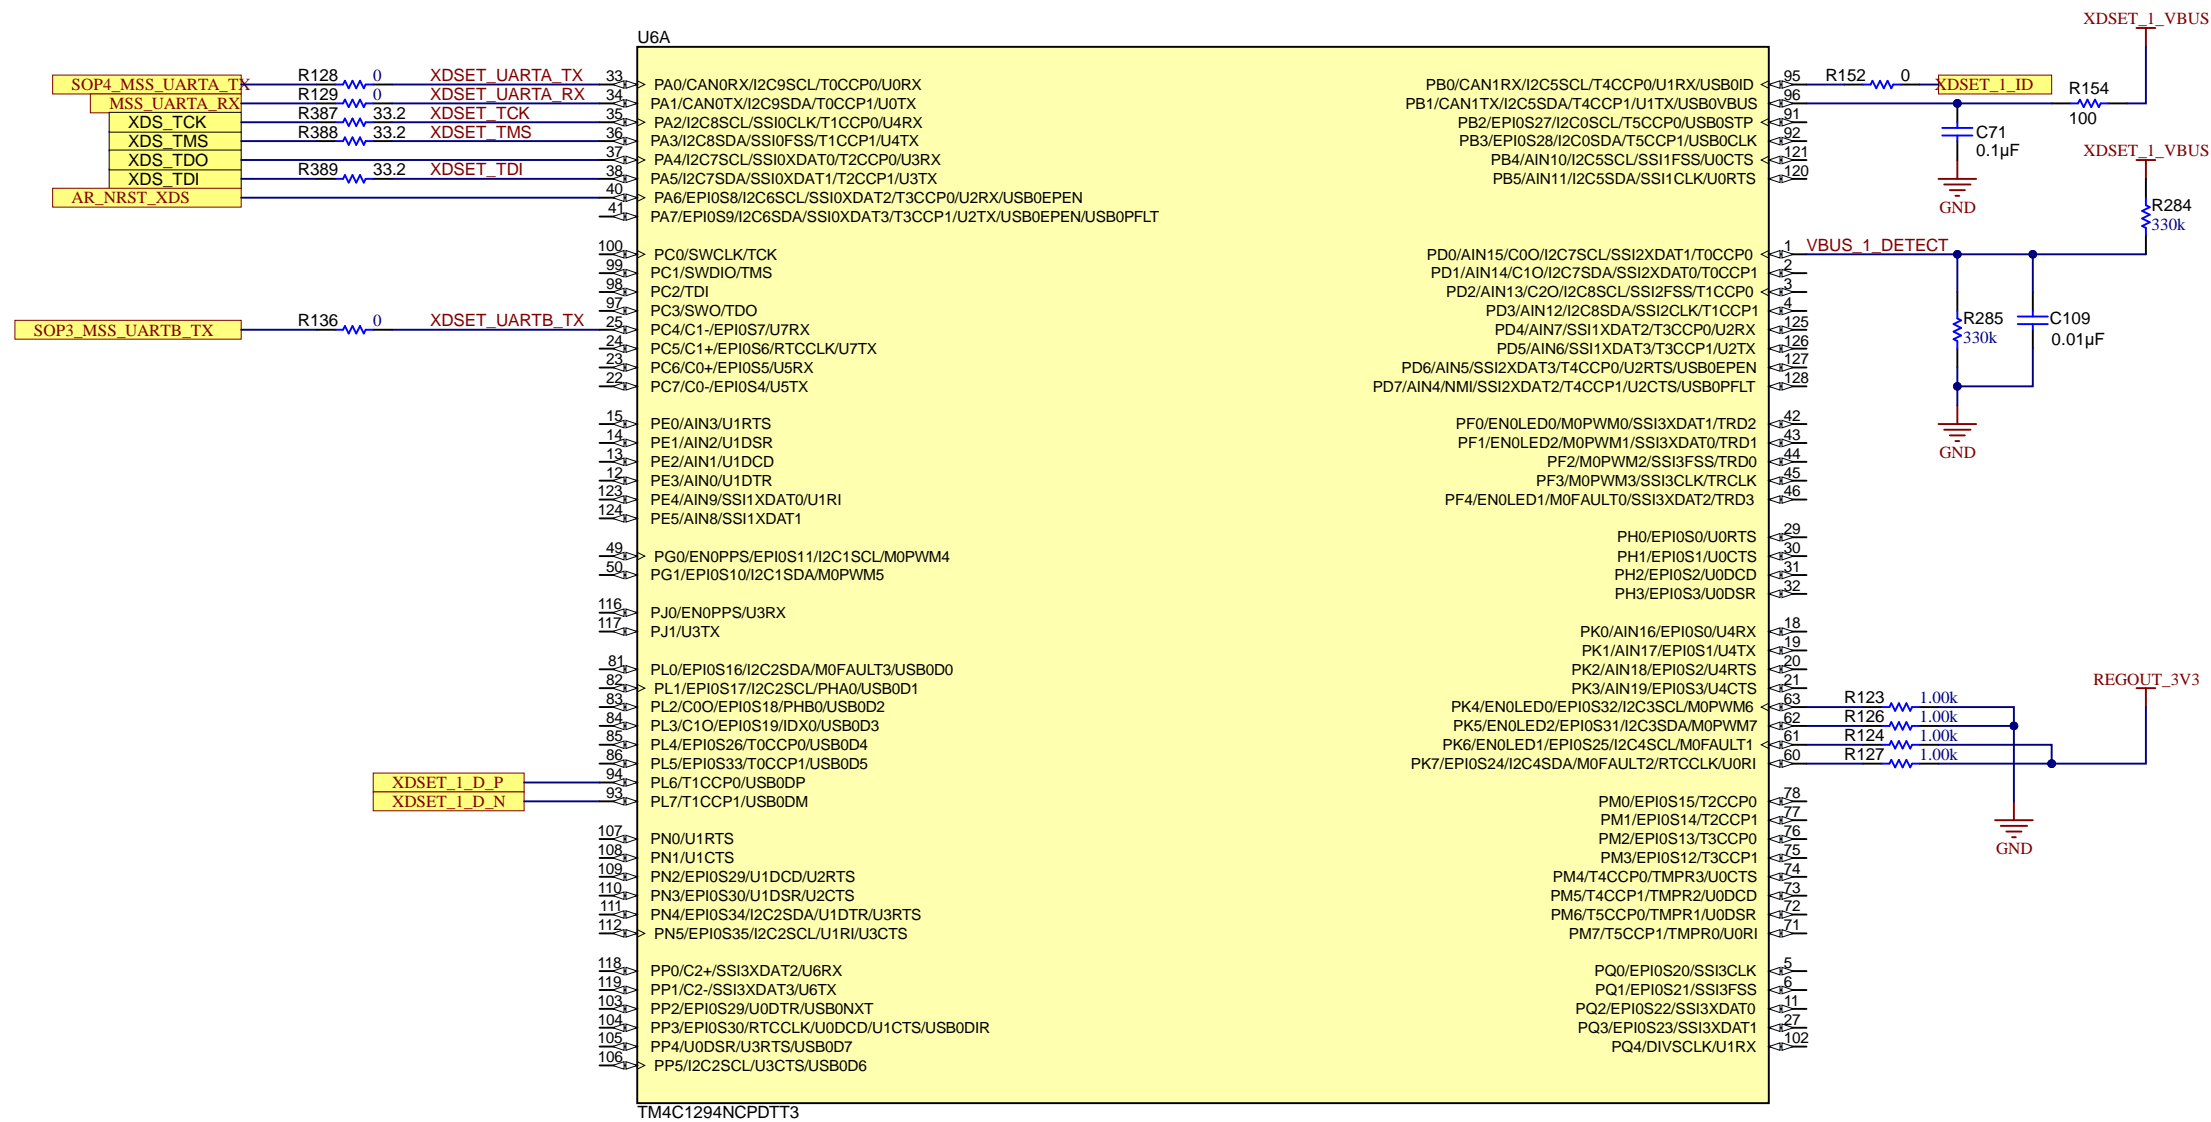 XDSET_1_VBUS
U6A
SOP4_MSS_UARTA_TX R128 0 XDSET_UARTA_TX 33 PA0/CAN0RX/I2C9SCL/T0CCP0/U0RX
MSS_UARTA_RX R129 0 XDSET_UARTA_RX 34 PA1/CAN0TX/I2C9SDA/T0CCP1/U0TX
XDS_TCK R387 33.2 XDSET_TCK 35 PA2/I2C8SCL/SSI0CLK/T1CCP0/U4RX
XDS_TMS R388 33.2 XDSET_TMS 36 PA3/I2C8SDA/SSI0FSS/T1CCP1/U4TX
XDS_TDO 37 PA4/I2C7SCL/SSI0XDAT0/T2CCP0/U3RX
XDS_TDI R389 33.2 XDSET_TDI 38 PA5/I2C7SDA/SSI0XDAT1/T2CCP1/U3TX
AR_NRST_XDS 40 PA6/EPI0S8/I2C6SCL/SSI0XDAT2/T3CCP0/U2RX/USB0EPEN
41 PA7/EPI0S9/I2C6SDA/SSI0XDAT3/T3CCP1/U2TX/USB0EPEN/USB0PFLT
100 PC0/SWCLK/TCK
99 PC1/SWDIO/TMS
98 PC2/TDI
97 PC3/SWO/TDO
SOP3_MSS_UARTB_TX R136 0 XDSET_UARTB_TX 25 PC4/C1-/EPI0S7/U7RX
24 PC5/C1+/EPI0S6/RTCCLK/U7TX
23 PC6/C0+/EPI0S5/U5RX
22 PC7/C0-/EPI0S4/U5TX
15 PE0/AIN3/U1RTS
14 PE1/AIN2/U1DSR
13 PE2/AIN1/U1DCD
12 PE3/AIN0/U1DTR
123 PE4/AIN9/SSI1XDAT0/U1RI
124 PE5/AIN8/SSI1XDAT1
49 PG0/EN0PPS/EPI0S11/I2C1SCL/M0PWM4
50 PG1/EPI0S10/I2C1SDA/M0PWM5
116 PJ0/EN0PPS/U3RX
117 PJ1/U3TX
81 PL0/EPI0S16/I2C2SDA/M0FAULT3/USB0D0
82 PL1/EPI0S17/I2C2SCL/PHA0/USB0D1
83 PL2/C0O/EPI0S18/PHB0/USB0D2
84 PL3/C1O/EPI0S19/IDX0/USB0D3
85 PL4/EPI0S26/T0CCP0/USB0D4
86 PL5/EPI0S33/T0CCP1/USB0D5
XDSET_1_D_P 94 PL6/T1CCP0/USB0DP
XDSET_1_D_N 93 PL7/T1CCP1/USB0DM
107 PN0/U1RTS
108 PN1/U1CTS
109 PN2/EPI0S29/U1DCD/U2RTS
110 PN3/EPI0S30/U1DSR/U2CTS
111 PN4/EPI0S34/I2C2SDA/U1DTR/U3RTS
112 PN5/EPI0S35/I2C2SCL/U1RI/U3CTS
118 PP0/C2+/SSI3XDAT2/U6RX
119 PP1/C2-/SSI3XDAT3/U6TX
103 PP2/EPI0S29/U0DTR/USB0NXT
104 PP3/EPI0S30/RTCCLK/U0DCD/U1CTS/USB0DIR
105 PP4/U0DSR/U3RTS/USB0D7
106 PP5/I2C2SCL/U3CTS/USB0D6
TM4C1294NCPDTT3
PB0/CAN1RX/I2C5SCL/T4CCP0/U1RX/USB0ID 95 R152 0 XDSET_1_ID
PB1/CAN1TX/I2C5SDA/T4CCP1/U1TX/USB0VBUS 96 R154
100
PB2/EPI0S27/I2C0SCL/T5CCP0/USB0STP 91
PB3/EPI0S28/I2C0SDA/T5CCP1/USB0CLK 92
C71
0.1µF
PB4/AIN10/I2C5SCL/SSI1FSS/U0CTS 121
PB5/AIN11/I2C5SDA/SSI1CLK/U0RTS 120
GND
XDSET_1_VBUS
R284
330k
PD0/AIN15/C0O/I2C7SCL/SSI2XDAT1/T0CCP0 1 VBUS_1_DETECT
PD1/AIN14/C1O/I2C7SDA/SSI2XDAT0/T0CCP1 2
PD2/AIN13/C2O/I2C8SCL/SSI2FSS/T1CCP0 3
PD3/AIN12/I2C8SDA/SSI2CLK/T1CCP1 4
PD4/AIN7/SSI1XDAT2/T3CCP0/U2RX 125
PD5/AIN6/SSI1XDAT3/T3CCP1/U2TX 126
PD6/AIN5/SSI2XDAT3/T4CCP0/U2RTS/USB0EPEN 127
PD7/AIN4/NMI/SSI2XDAT2/T4CCP1/U2CTS/USB0PFLT 128
R285
330k
C109
0.01µF
GND
PF0/EN0LED0/M0PWM0/SSI3XDAT1/TRD2 42
PF1/EN0LED2/M0PWM1/SSI3XDAT0/TRD1 43
PF2/M0PWM2/SSI3FSS/TRD0 44
PF3/M0PWM3/SSI3CLK/TRCLK 45
PF4/EN0LED1/M0FAULT0/SSI3XDAT2/TRD3 46
PH0/EPI0S0/U0RTS 29
PH1/EPI0S1/U0CTS 30
PH2/EPI0S2/U0DCD 31
PH3/EPI0S3/U0DSR 32
PK0/AIN16/EPI0S0/U4RX 18
PK1/AIN17/EPI0S1/U4TX 19
PK2/AIN18/EPI0S2/U4RTS 20
PK3/AIN19/EPI0S3/U4CTS 21
REGOUT_3V3
PK4/EN0LED0/EPI0S32/I2C3SCL/M0PWM6 63 R123 1.00k
PK5/EN0LED2/EPI0S31/I2C3SDA/M0PWM7 62 R126 1.00k
PK6/EN0LED1/EPI0S25/I2C4SCL/M0FAULT1 61 R124 1.00k
PK7/EPI0S24/I2C4SDA/M0FAULT2/RTCCLK/U0RI 60 R127 1.00k
GND
PM0/EPI0S15/T2CCP0 78
PM1/EPI0S14/T2CCP1 77
PM2/EPI0S13/T3CCP0 76
PM3/EPI0S12/T3CCP1 75
PM4/T4CCP0/TMPR3/U0CTS 74
PM5/T4CCP1/TMPR2/U0DCD 73
PM6/T5CCP0/TMPR1/U0DSR 72
PM7/T5CCP1/TMPR0/U0RI 71
PQ0/EPI0S20/SSI3CLK 5
PQ1/EPI0S21/SSI3FSS 6
PQ2/EPI0S22/SSI3XDAT0 11
PQ3/EPI0S23/SSI3XDAT1 27
PQ4/DIVSCLK/U1RX 102